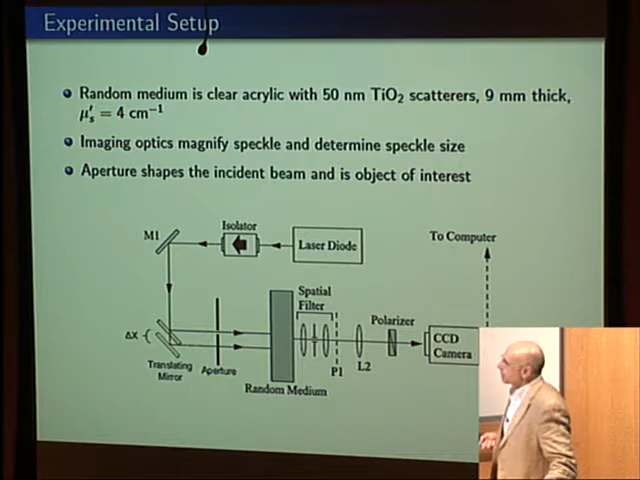 Experimental Setup
Random medium is clear acrylic with 50 nm TiO₂ scatterers, 9 mm thick,
μ′ₛ = 4 cm⁻¹
Imaging optics magnify speckle and determine speckle size
Aperture shapes the incident beam and is object of interest
M1
Isolator
Laser Diode
To Computer
Spatial
Filter
Polarizer
Δx
CCD
Camera
Translating
Mirror
Aperture
P1
L2
Random Medium